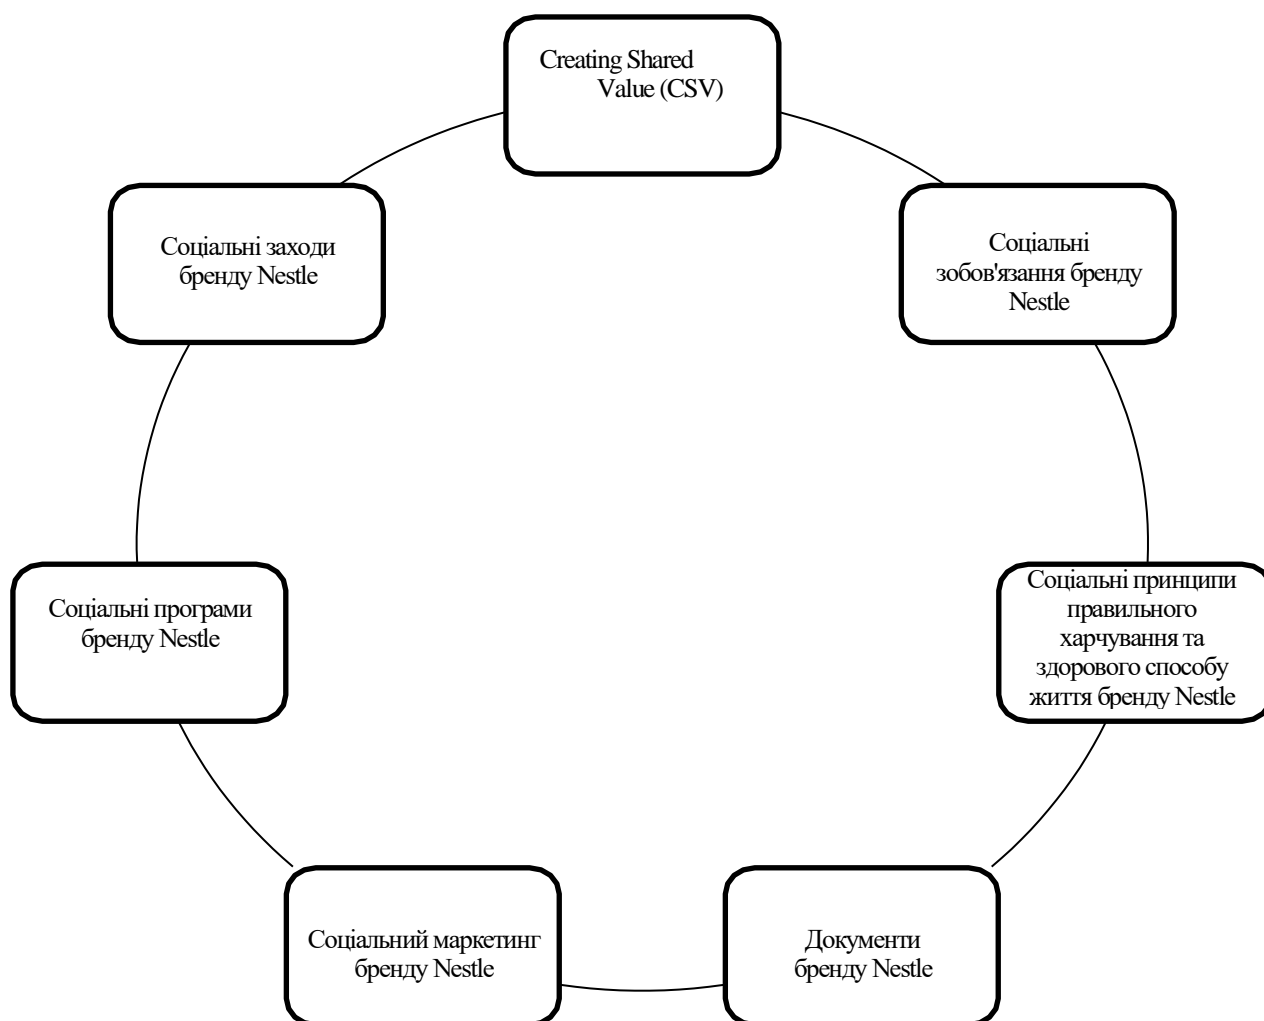 Creating Shared
Value (CSV)
Соціальні заходи
бренду Nestle
Соціальні
зобов'язання бренду
Nestle
Соціальні програми
бренду Nestle
Соціальні принципи
правильного
харчування та
здорового способу
життя бренду Nestle
Соціальний маркетинг
бренду Nestle
Документи
бренду Nestle